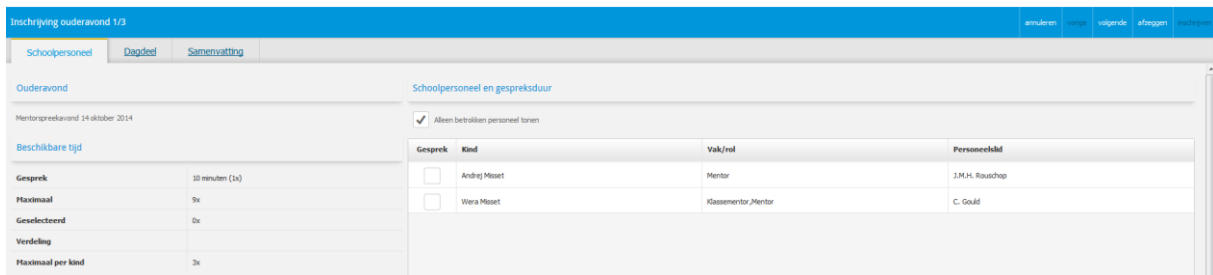 Inschrijving ouderavond 1/3
annuleren vorige volgende afzeggen inschrijven
Schoolpersoneel Dagdeel Samenvatting
Ouderavond
Mentorspreekavond 14 oktober 2014
Beschikbare tijd
Gesprek 10 minuten (1x)
Maximaal 9x
Geselecteerd 0x
Verdeling
Maximaal per kind 3x
Schoolpersoneel en gespreksduur
Alleen betrokken personeel tonen
Gesprek Kind Vak/rol Personeelslid
Andrej Misset Mentor J.M.H. Rouschop
Wera Misset Klassementor,Mentor C. Gould